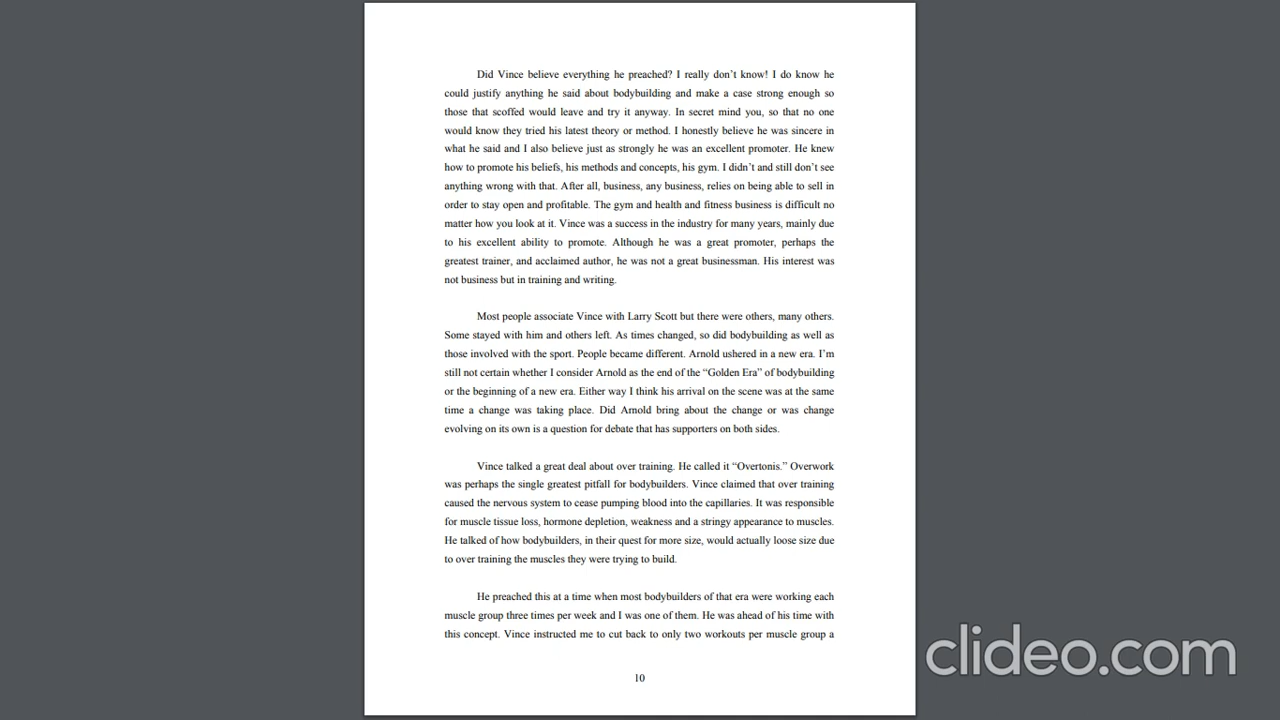 Did Vince believe everything he preached? I really don’t know! I do know he
could justify anything he said about bodybuilding and make a case strong enough so
those that scoffed would leave and try it anyway. In secret mind you, so that no one
would know they tried his latest theory or method. I honestly believe he was sincere in
what he said and I also believe just as strongly he was an excellent promoter. He knew
how to promote his beliefs, his methods and concepts, his gym. I didn’t and still don’t see
anything wrong with that. After all, business, any business, relies on being able to sell in
order to stay open and profitable. The gym and health and fitness business is difficult no
matter how you look at it. Vince was a success in the industry for many years, mainly due
to his excellent ability to promote. Although he was a great promoter, perhaps the
greatest trainer, and acclaimed author, he was not a great businessman. His interest was
not business but in training and writing.
Most people associate Vince with Larry Scott but there were others, many others.
Some stayed with him and others left. As times changed, so did bodybuilding as well as
those involved with the sport. People became different. Arnold ushered in a new era. I’m
still not certain whether I consider Arnold as the end of the “Golden Era” of bodybuilding
or the beginning of a new era. Either way I think his arrival on the scene was at the same
time a change was taking place. Did Arnold bring about the change or was change
evolving on its own is a question for debate that has supporters on both sides.
Vince talked a great deal about over training. He called it “Overtonis.” Overwork
was perhaps the single greatest pitfall for bodybuilders. Vince claimed that over training
caused the nervous system to cease pumping blood into the capillaries. It was responsible
for muscle tissue loss, hormone depletion, weakness and a stringy appearance to muscles.
He talked of how bodybuilders, in their quest for more size, would actually loose size due
to over training the muscles they were trying to build.
He preached this at a time when most bodybuilders of that era were working each
muscle group three times per week and I was one of them. He was ahead of his time with
this concept. Vince instructed me to cut back to only two workouts per muscle group a
10
clideo.com